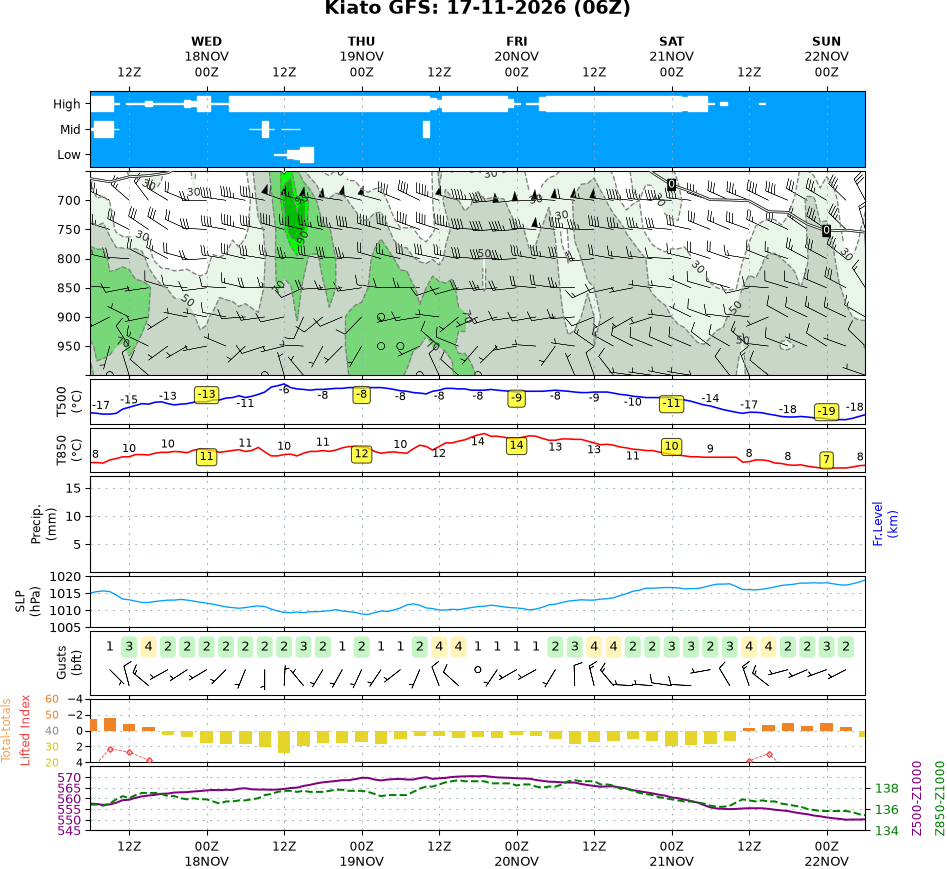 Kiato GFS: 17-11-2026 (06Z)
WED THU FRI SAT SUN
18NOV 19NOV 20NOV 21NOV 22NOV
12Z 00Z 12Z 00Z 12Z 00Z 12Z 00Z 12Z 00Z
High
Mid
Low
700
750
800
850
900
950
30 30 30 30 30 30 30
50 50 50 50
70 70 90
0 0
T500
(°C)
-17 -15 -13 -13 -11 -6 -8 -8 -8 -8 -8 -9 -8 -9 -10 -11 -14 -17 -18 -19 -18
T850
(°C)
8 10 10 11 11 10 11 12 10 12 14 14 13 13 11 10 9 8 8 7 8
Precip.
(mm)
15
10
5
Fr.Level
(km)
SLP
(hPa)
1020
1015
1010
1005
Gusts
(bft)
1 3 4 2 2 2 2 2 2 2 3 2 1 2 1 1 2 4 4 1 1 1 1 2 3 4 4 2 2 3 3 2 3 4 4 2 2 3 2
Total-totals
Lifted Index
60 −4
50 −2
40 0
30 2
20 4
570
565
560
555
550
545
138
136
134
Z500-Z1000
Z850-Z1000
12Z 00Z 12Z 00Z 12Z 00Z 12Z 00Z 12Z 00Z
18NOV 19NOV 20NOV 21NOV 22NOV